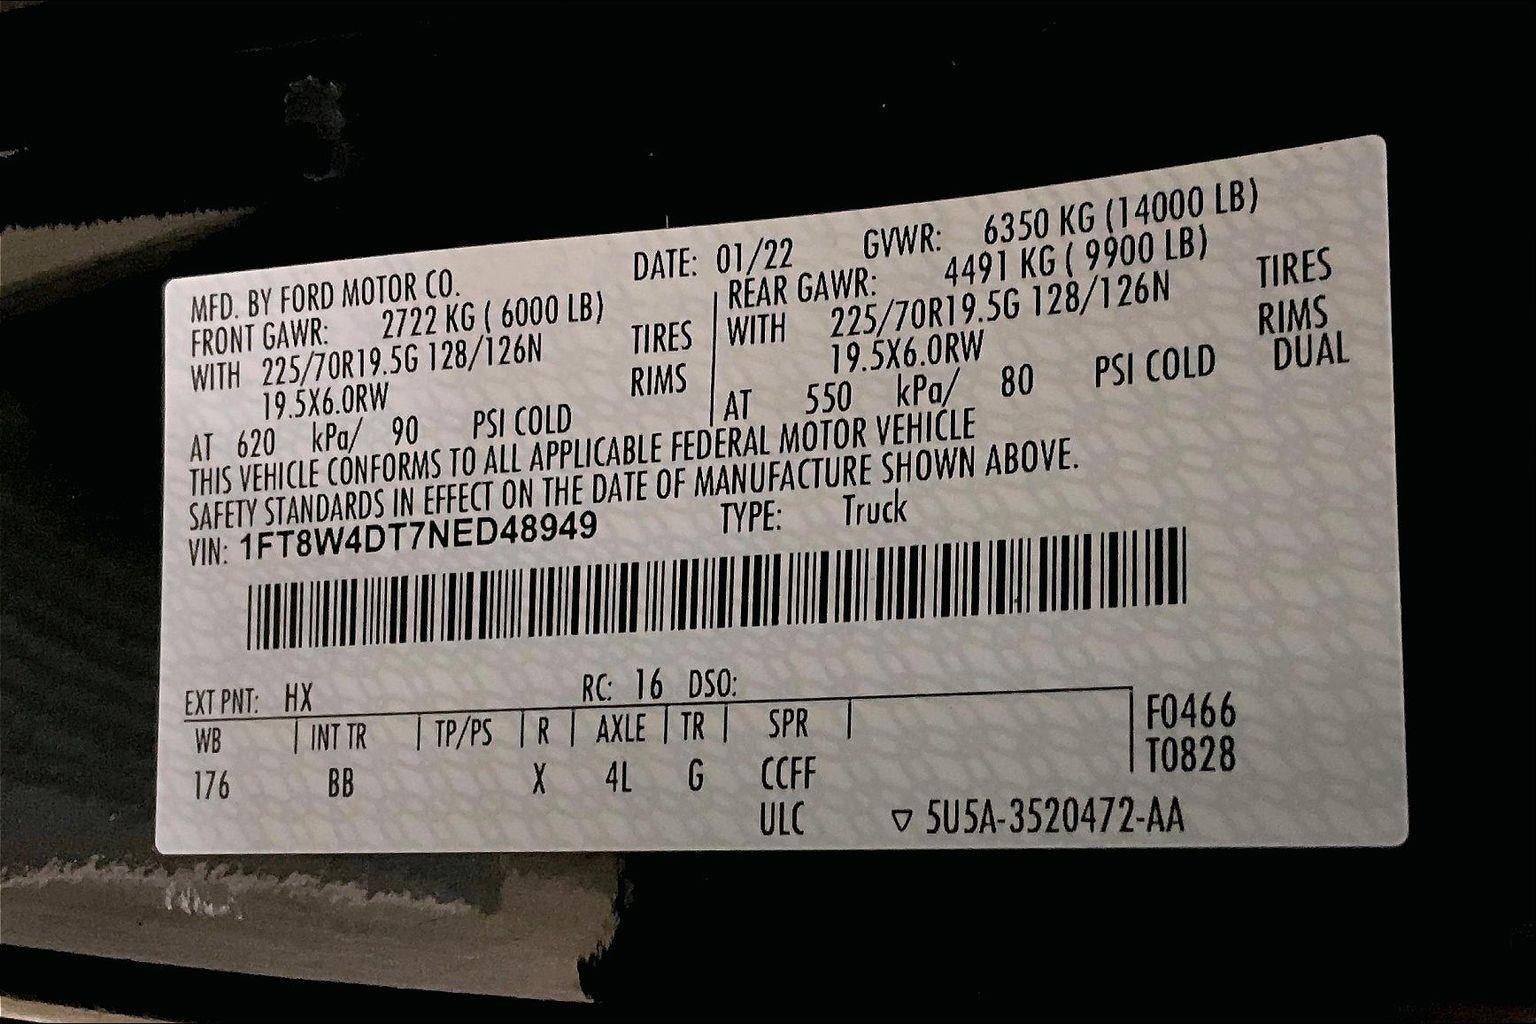 MFD. BY FORD MOTOR CO. DATE: 01/22 GVWR: 6350 KG (14000 LB)
FRONT GAWR: 2722 KG ( 6000 LB) REAR GAWR: 4491 KG ( 9900 LB)
WITH 225/70R19.5G 128/126N TIRES WITH 225/70R19.5G 128/126N TIRES
19.5X6.0RW RIMS 19.5X6.0RW RIMS
AT 620 kPa/ 90 PSI COLD AT 550 kPa/ 80 PSI COLD DUAL
THIS VEHICLE CONFORMS TO ALL APPLICABLE FEDERAL MOTOR VEHICLE
SAFETY STANDARDS IN EFFECT ON THE DATE OF MANUFACTURE SHOWN ABOVE.
VIN: 1FT8W4DT7NED48949 TYPE: Truck
EXT PNT: HX RC: 16 DSO:
WB INT TR TP/PS R AXLE TR SPR F0466
176 BB X 4L G CCFF T0828
ULC ▽ 5U5A-3520472-AA